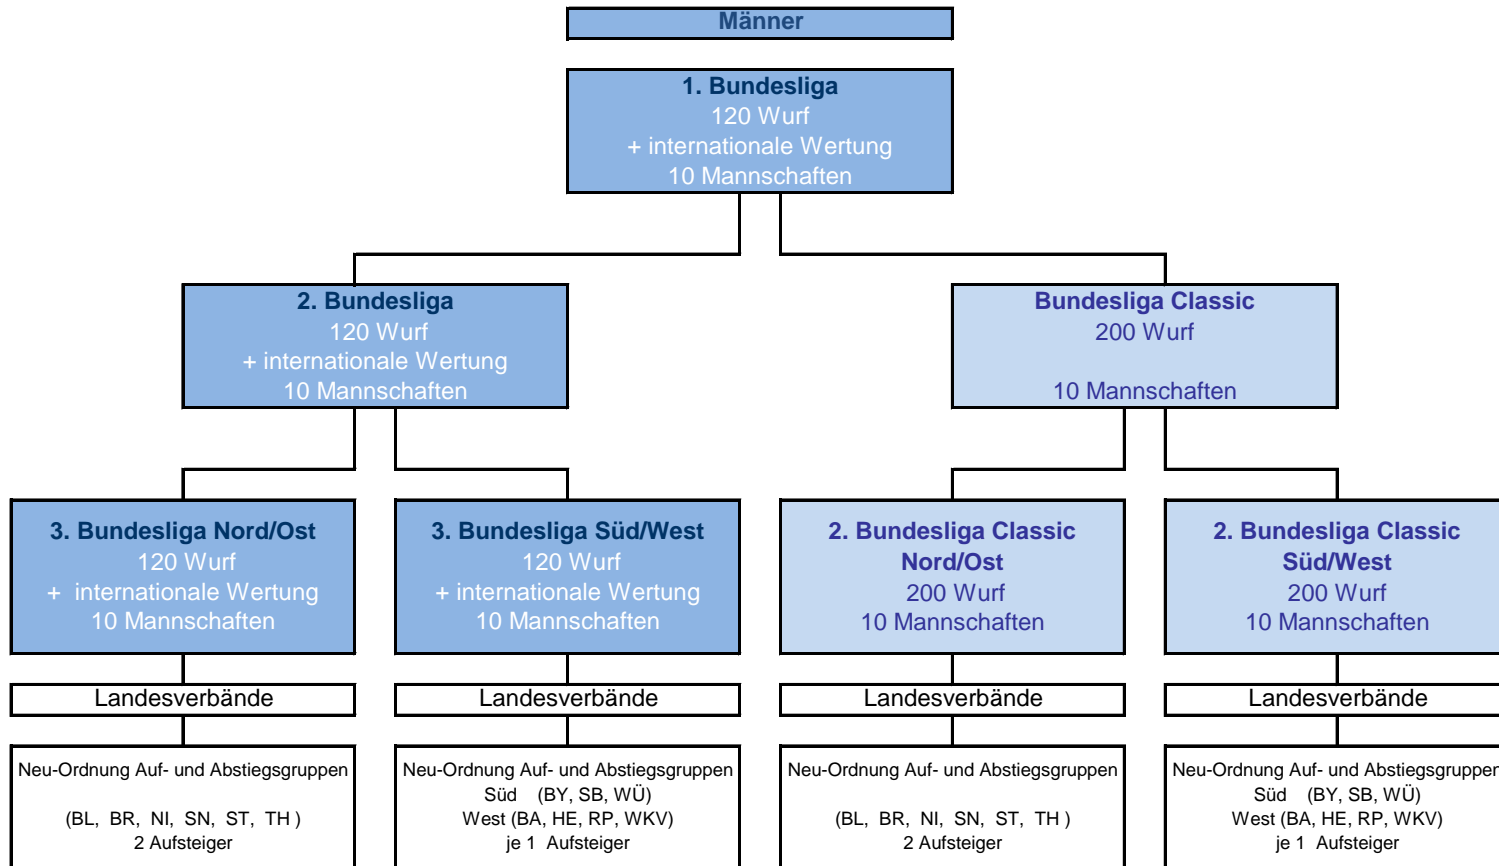 Männer
1. Bundesliga
120 Wurf
+ internationale Wertung
10 Mannschaften
2. Bundesliga
120 Wurf
+ internationale Wertung
10 Mannschaften
Bundesliga Classic
200 Wurf
10 Mannschaften
3. Bundesliga Nord/Ost
120 Wurf
+ internationale Wertung
10 Mannschaften
3. Bundesliga Süd/West
120 Wurf
+ internationale Wertung
10 Mannschaften
2. Bundesliga Classic
Nord/Ost
200 Wurf
10 Mannschaften
2. Bundesliga Classic
Süd/West
200 Wurf
10 Mannschaften
Landesverbände
Landesverbände
Landesverbände
Landesverbände
Neu-Ordnung Auf- und Abstiegsgruppen
(BL, BR, NI, SN, ST, TH )
2 Aufsteiger
Neu-Ordnung Auf- und Abstiegsgruppen
Süd (BY, SB, WÜ)
West (BA, HE, RP, WKV)
je 1 Aufsteiger
Neu-Ordnung Auf- und Abstiegsgruppen
(BL, BR, NI, SN, ST, TH )
2 Aufsteiger
Neu-Ordnung Auf- und Abstiegsgruppen
Süd (BY, SB, WÜ)
West (BA, HE, RP, WKV)
je 1 Aufsteiger